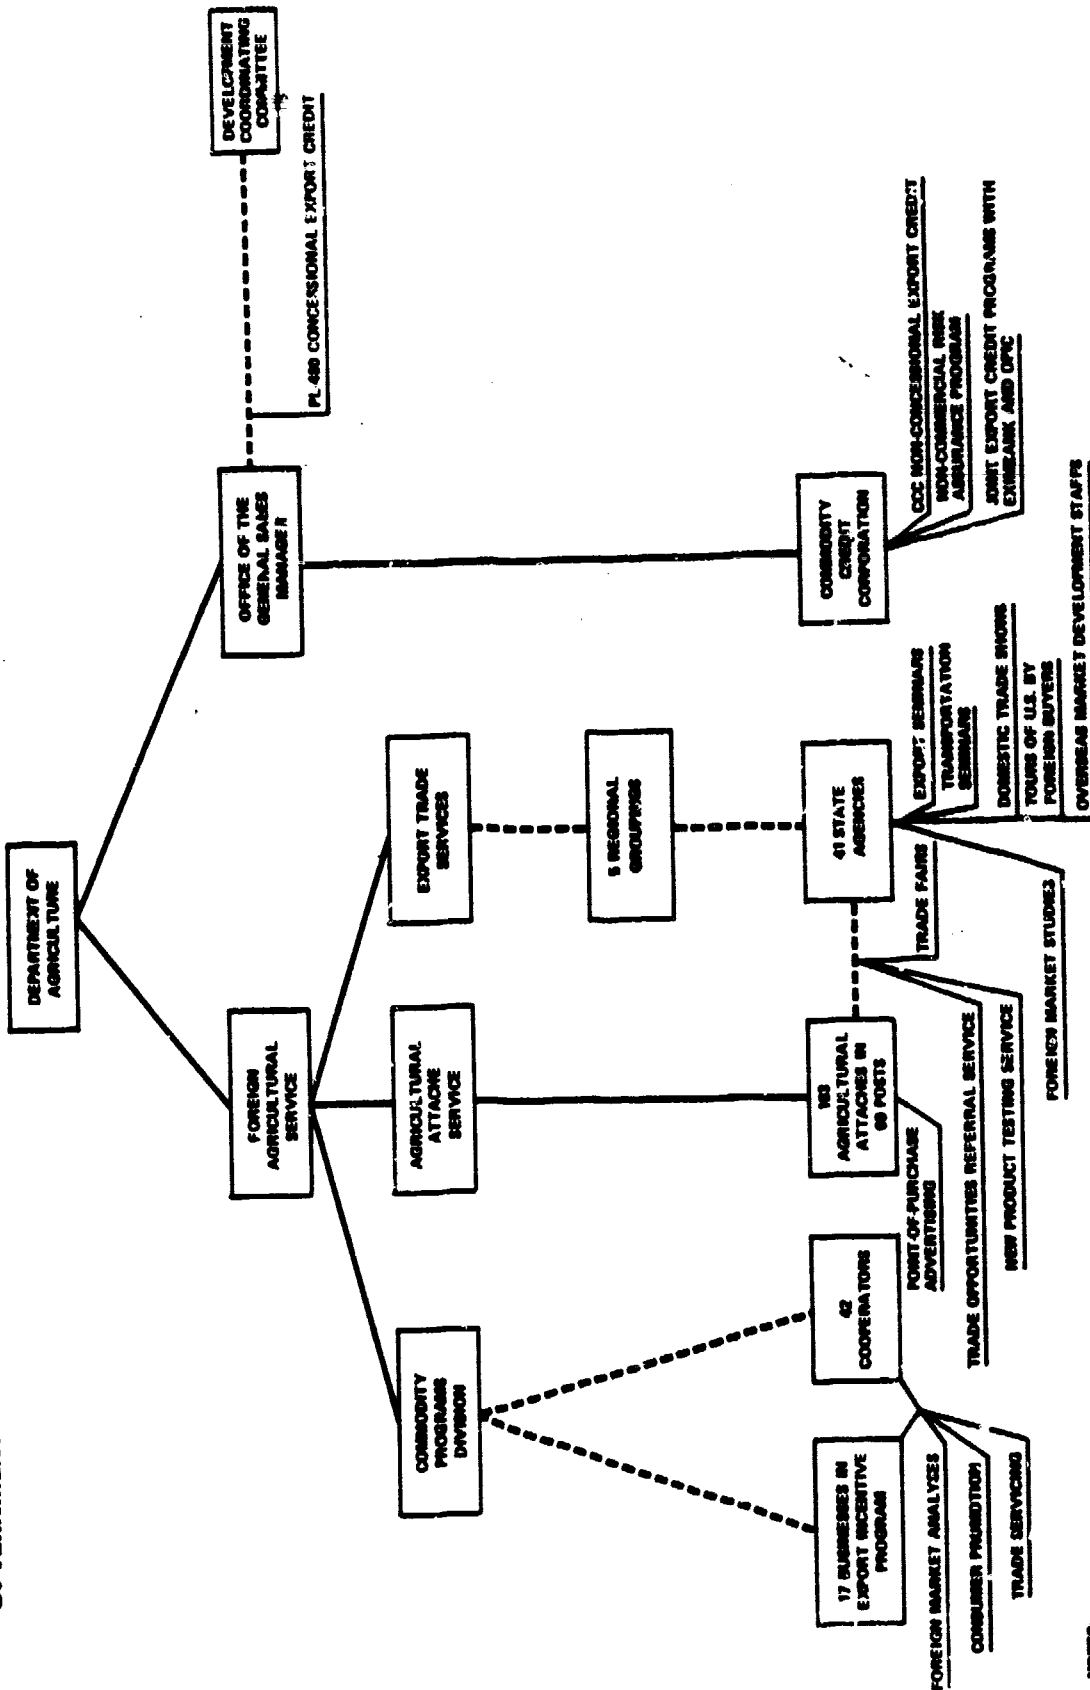 DEPARTMENT OF
AGRICULTURE
FOREIGN
AGRICULTURAL
SERVICE
OFFICE OF THE
GENERAL SALES
MANAGER
DEVELOPMENT
COORDINATING
COMMITTEE
PL-480 CONCESSIONAL EXPORT CREDIT
COMMODITY
PROGRAMS
DIVISION
AGRICULTURAL
ATTACHE
SERVICE
EXPORT TRADE
SERVICES
5 REGIONAL
GROUPINGS
17 BUSINESSES IN
EXPORT INCENTIVE
PROGRAM
42
COOPERATORS
163
AGRICULTURAL
ATTACHES IN
POSTS
41 STATE
AGENCIES
COMMODITY
CREDIT
CORPORATION
FOREIGN MARKET ANALYSES
CONSUMER PROMOTION
TRADE SERVICING
POINT-OF-PURCHASE
ADVERTISING
TRADE OPPORTUNITIES REFERRAL SERVICE
NEW PRODUCT TESTING SERVICE
TRADE FAIRS
FOREIGN MARKET STUDIES
EXPORT SEMINARS
TRANSPORTATION
SEMINARS
DOMESTIC TRADE SHOWS
TOURS OF U.S. BY
FOREIGN BUYERS
OVERSEAS MARKET DEVELOPMENT STAFFS
CCC NON-CONCESSIONAL EXPORT CREDIT
NON-COMMERCIAL RISK
ASSURANCE PROGRAM
JOINT EXPORT CREDIT PROGRAMS WITH
EXIMBANK AND OPIC